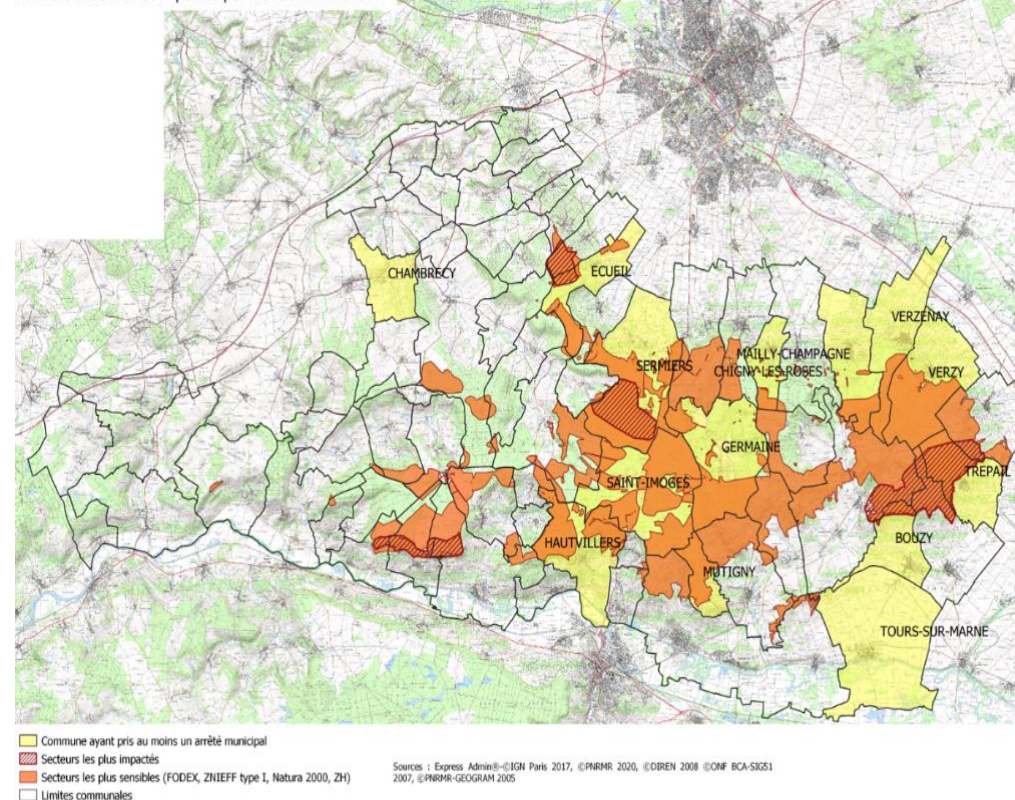 CHAMBRECY
ECUEIL
VERZENAY
MAILLY-CHAMPAGNE
SERMIERS
CHIGNY-LES-ROSES
VERZY
GERMAINE
TREPAIL
SAINT-IMOGES
BOUZY
HAUTVILLERS
MUTIGNY
TOURS-SUR-MARNE
Commune ayant pris au moins un arrêté municipal
Secteurs les plus impactés
Secteurs les plus sensibles (FODEX, ZNIEFF type I, Natura 2000, ZH)
Limites communales
Sources : Express Admin®-©IGN Paris 2017, ©PNRMR 2020, ©DIREN 2008 ©ONF BCA-SIG51
2007, ©PNRMR-GEOGRAM 2005